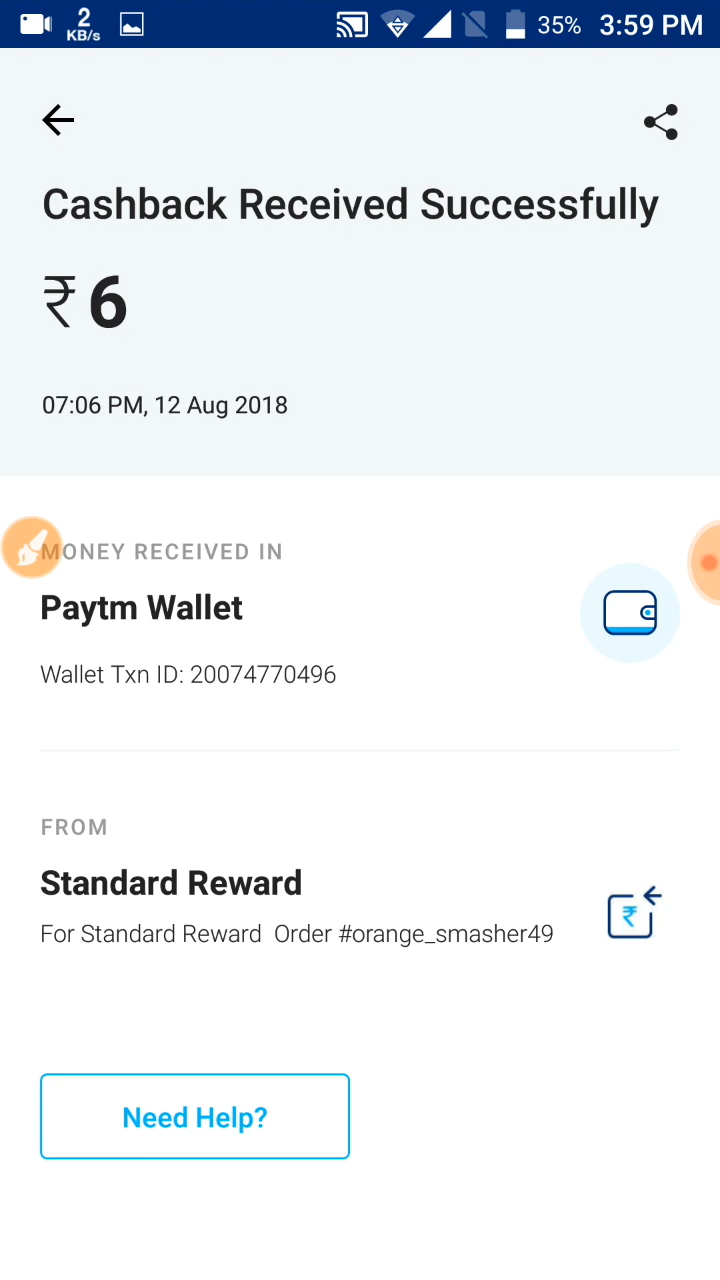 2
KB/s
35% 3:59 PM
Cashback Received Successfully
₹6
07:06 PM, 12 Aug 2018
MONEY RECEIVED IN
Paytm Wallet
Wallet Txn ID: 20074770496
FROM
Standard Reward
₹
For Standard Reward Order #orange_smasher49
Need Help?